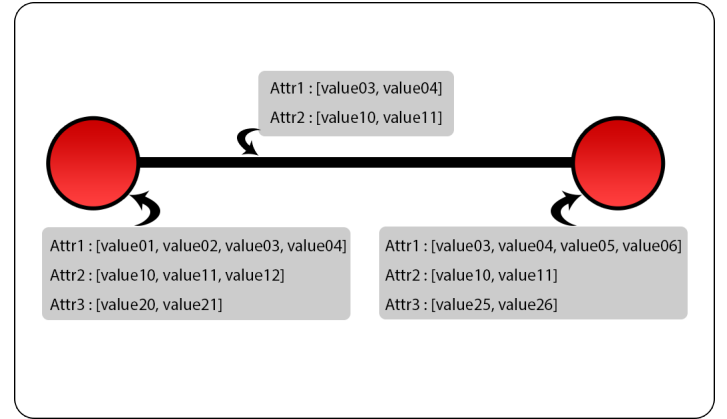 Attr1 : [value03, value04]
Attr2 : [value10, value11]
Attr1 : [value01, value02, value03, value04]
Attr2 : [value10, value11, value12]
Attr3 : [value20, value21]
Attr1 : [value03, value04, value05, value06]
Attr2 : [value10, value11]
Attr3 : [value25, value26]